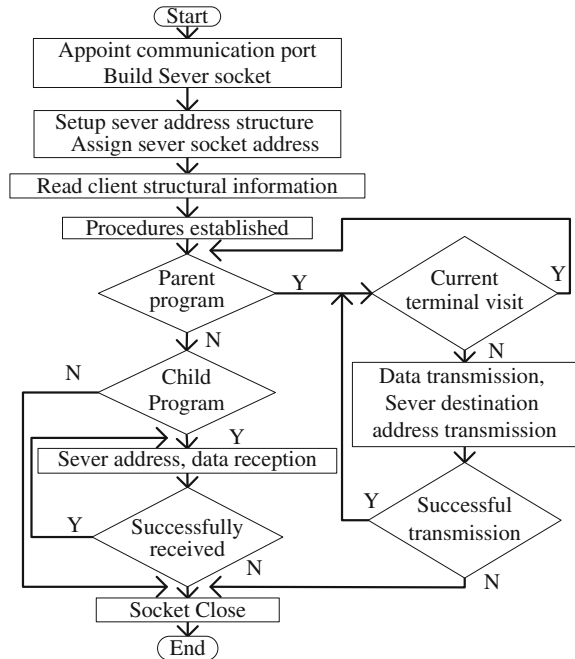 Start
Appoint communication port
Build Sever socket
Setup sever address structure
Assign sever socket address
Read client structural information
Procedures established
Parent
program
Y
Current
terminal visit
Y
N
N
N
Child
Program
Data transmission,
Sever destination
address transmission
Y
Sever address, data reception
Y
Successfully
received
Y
Successful
transmission
N
N
Socket Close
End